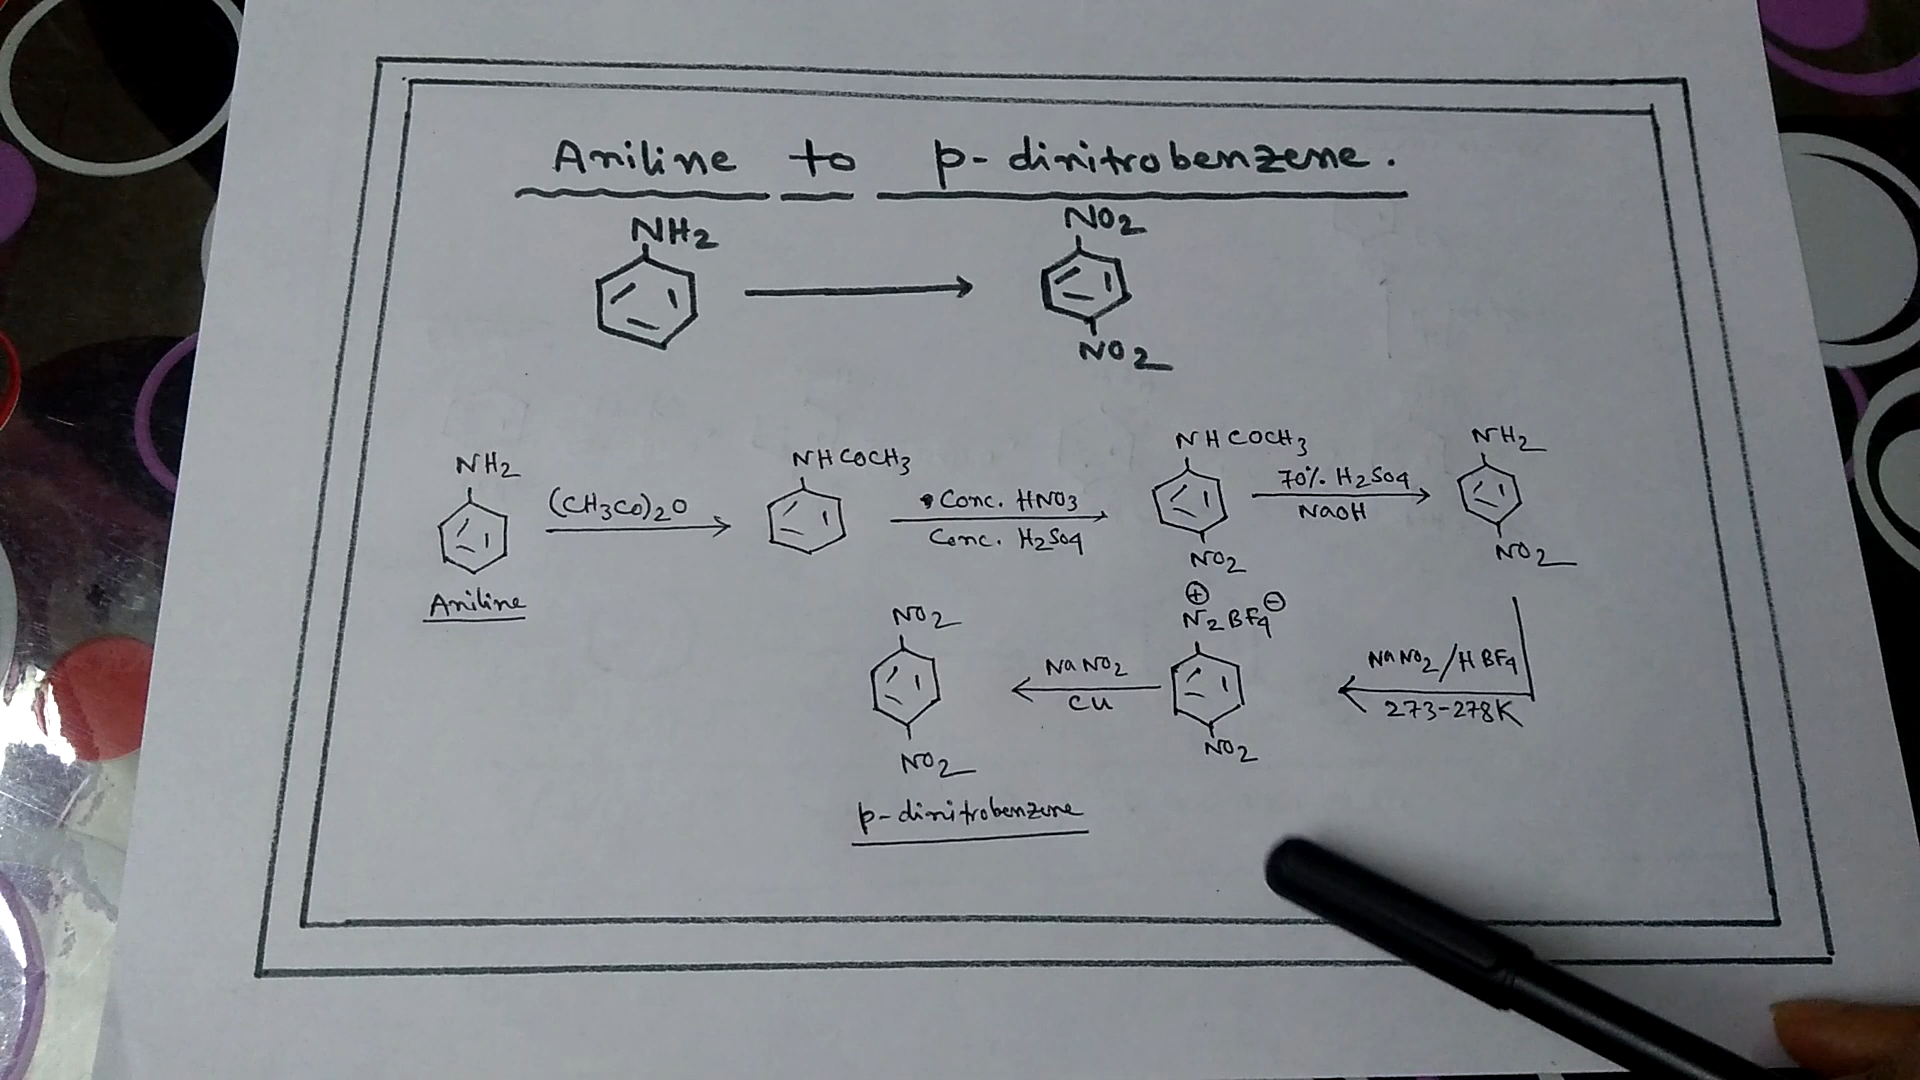 Aniline to p-dinitrobenzene.
NH2
NO2
NO2
NH2
(CH3CO)2O
NHCOCH3
Conc. HNO3
Conc. H2SO4
NHCOCH3
NO2
70% H2SO4
NaOH
NH2
NO2
Aniline
NaNO2/HBF4
273-278K
⊕
N2BF4⊖
NO2
NaNO2
Cu
NO2
NO2
p-dinitrobenzene